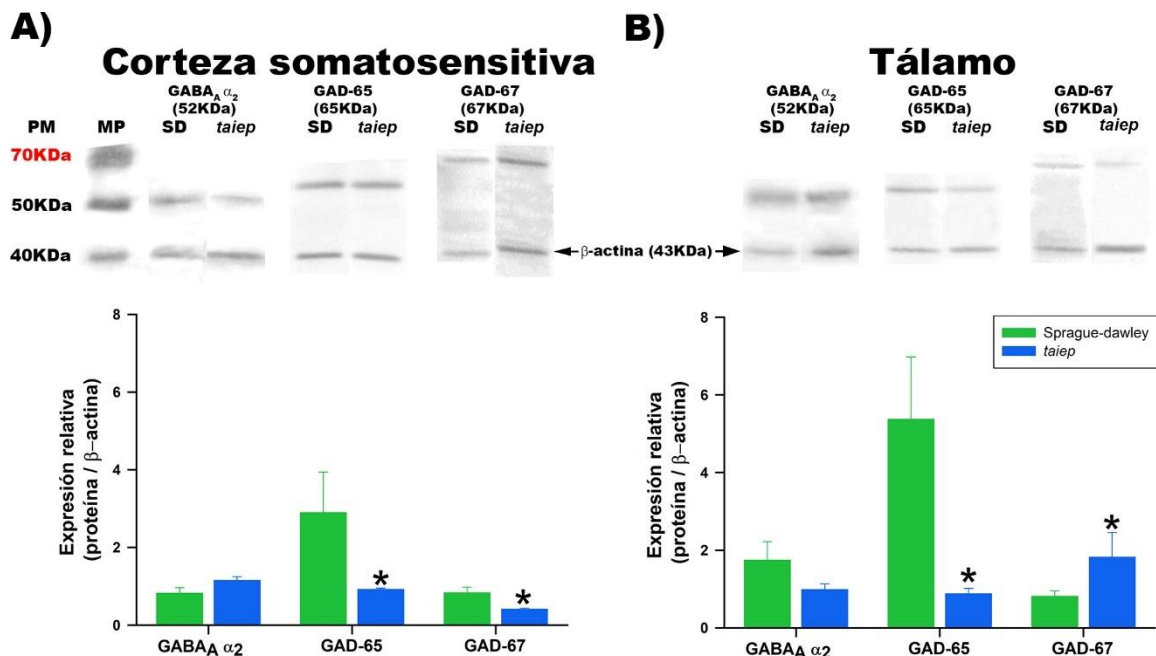 A)
Corteza somatosensitiva
GABAA α2 GAD-65 GAD-67
(52KDa) (65KDa) (67KDa)
PM MP SD taiep SD taiep SD taiep
70KDa
50KDa
40KDa
β-actina (43KDa)
B)
Tálamo
GABAA α2 GAD-65 GAD-67
(52KDa) (65KDa) (67KDa)
SD taiep SD taiep SD taiep
Expresión relativa
(proteína / β-actina)
8
6
4
2
0
* *
GABAA α2 GAD-65 GAD-67
Expresión relativa
(proteína / β-actina)
8
6
4
2
0
Sprague-dawley
taiep
* *
GABAA α2 GAD-65 GAD-67